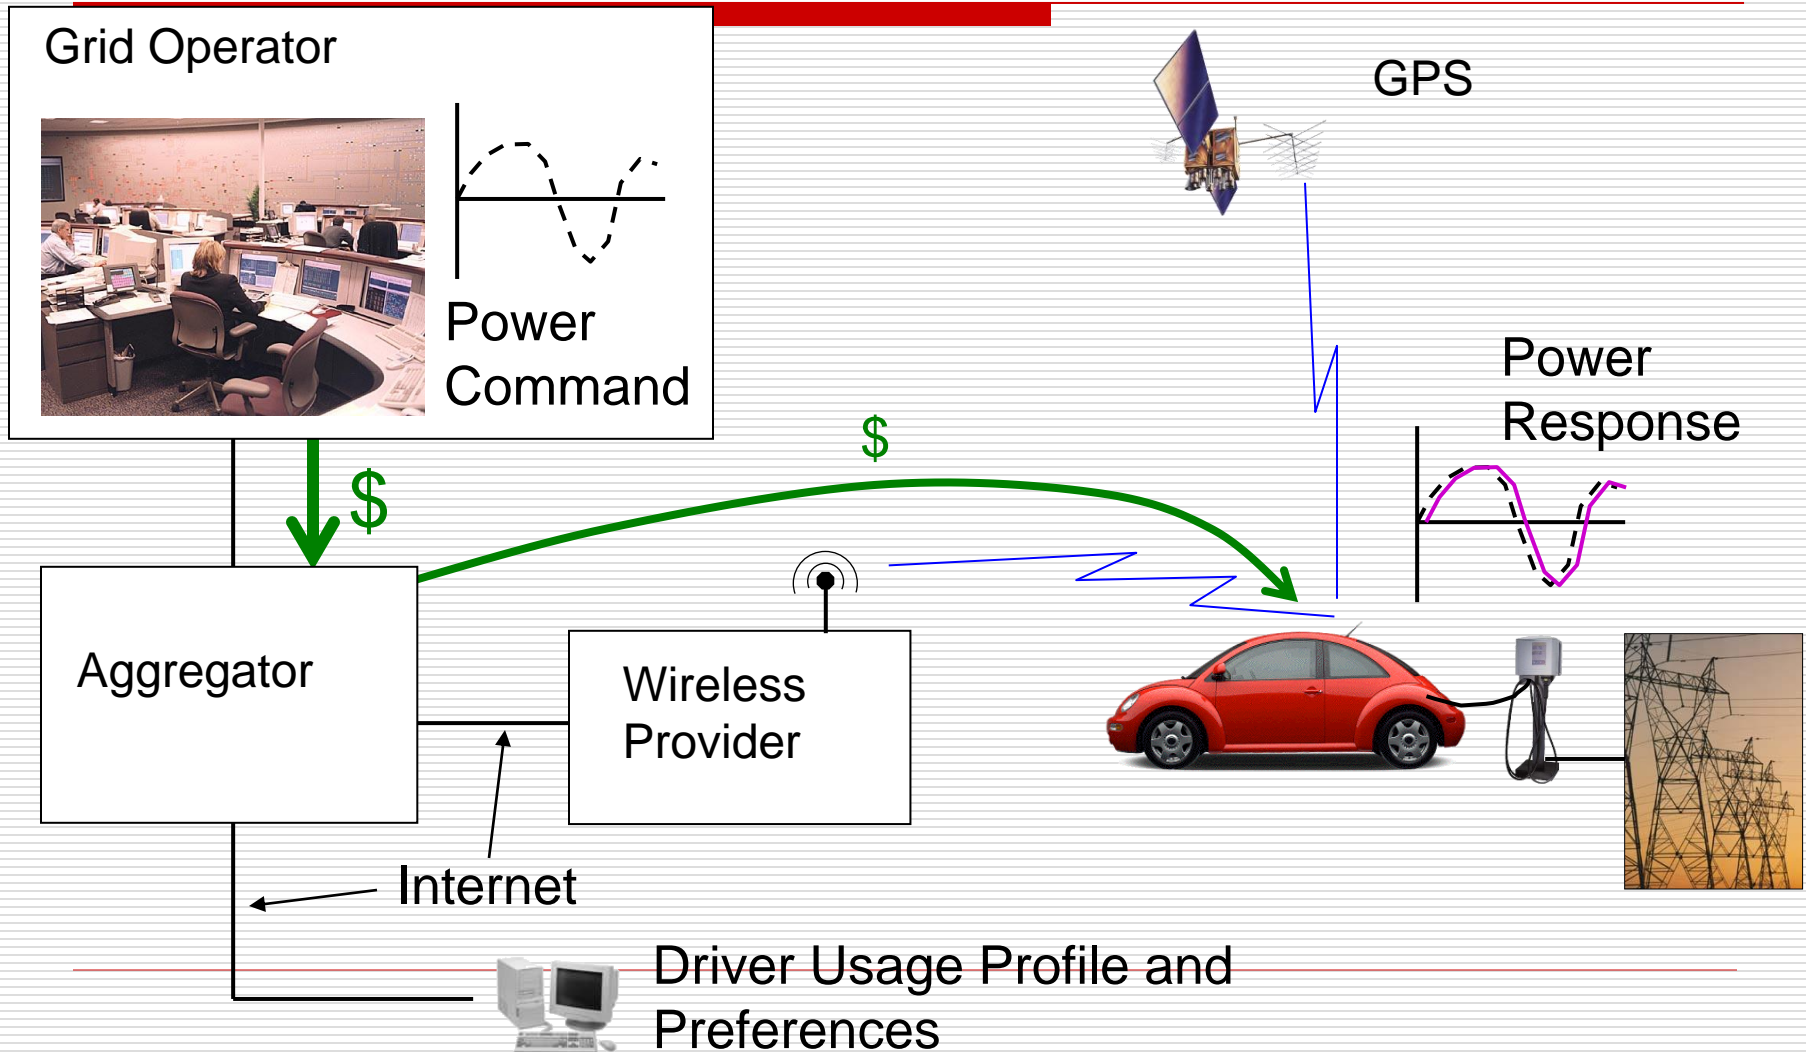 Grid Operator
GPS
Power
Command
Power
Response
$
$
Aggregator
Wireless
Provider
Internet
Driver Usage Profile and
Preferences